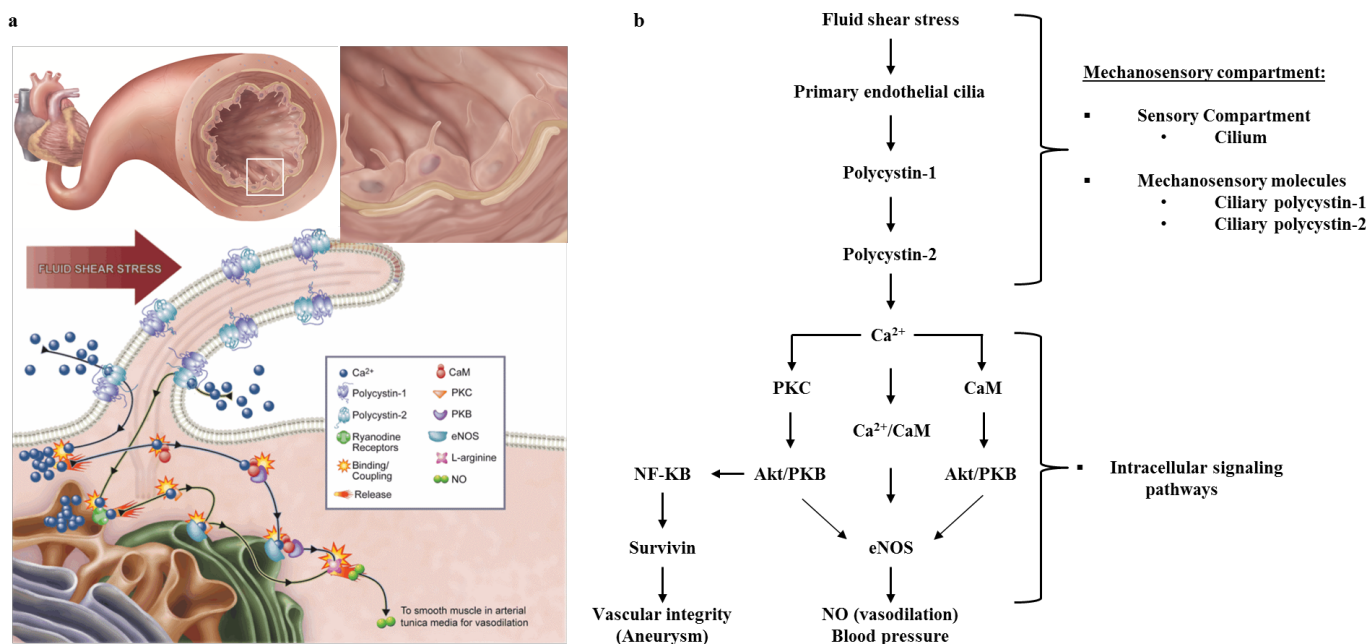 a
FLUID SHEAR STRESS
Ca²⁺
Polycystin-1
Polycystin-2
Ryanodine
Receptors
Binding/
Coupling
Release
CaM
PKC
PKB
eNOS
L-arginine
NO
To smooth muscle in arterial
tunica media for vasodilation
b
Fluid shear stress
Primary endothelial cilia
Polycystin-1
Polycystin-2
Ca²⁺
PKC
CaM
Ca²⁺/CaM
NF-KB
Akt/PKB
Akt/PKB
Survivin
eNOS
Vascular integrity
(Aneurysm)
NO (vasodilation)
Blood pressure
Mechanosensory compartment:
▪ Sensory Compartment
• Cilium
▪ Mechanosensory molecules
• Ciliary polycystin-1
• Ciliary polycystin-2
▪ Intracellular signaling
pathways